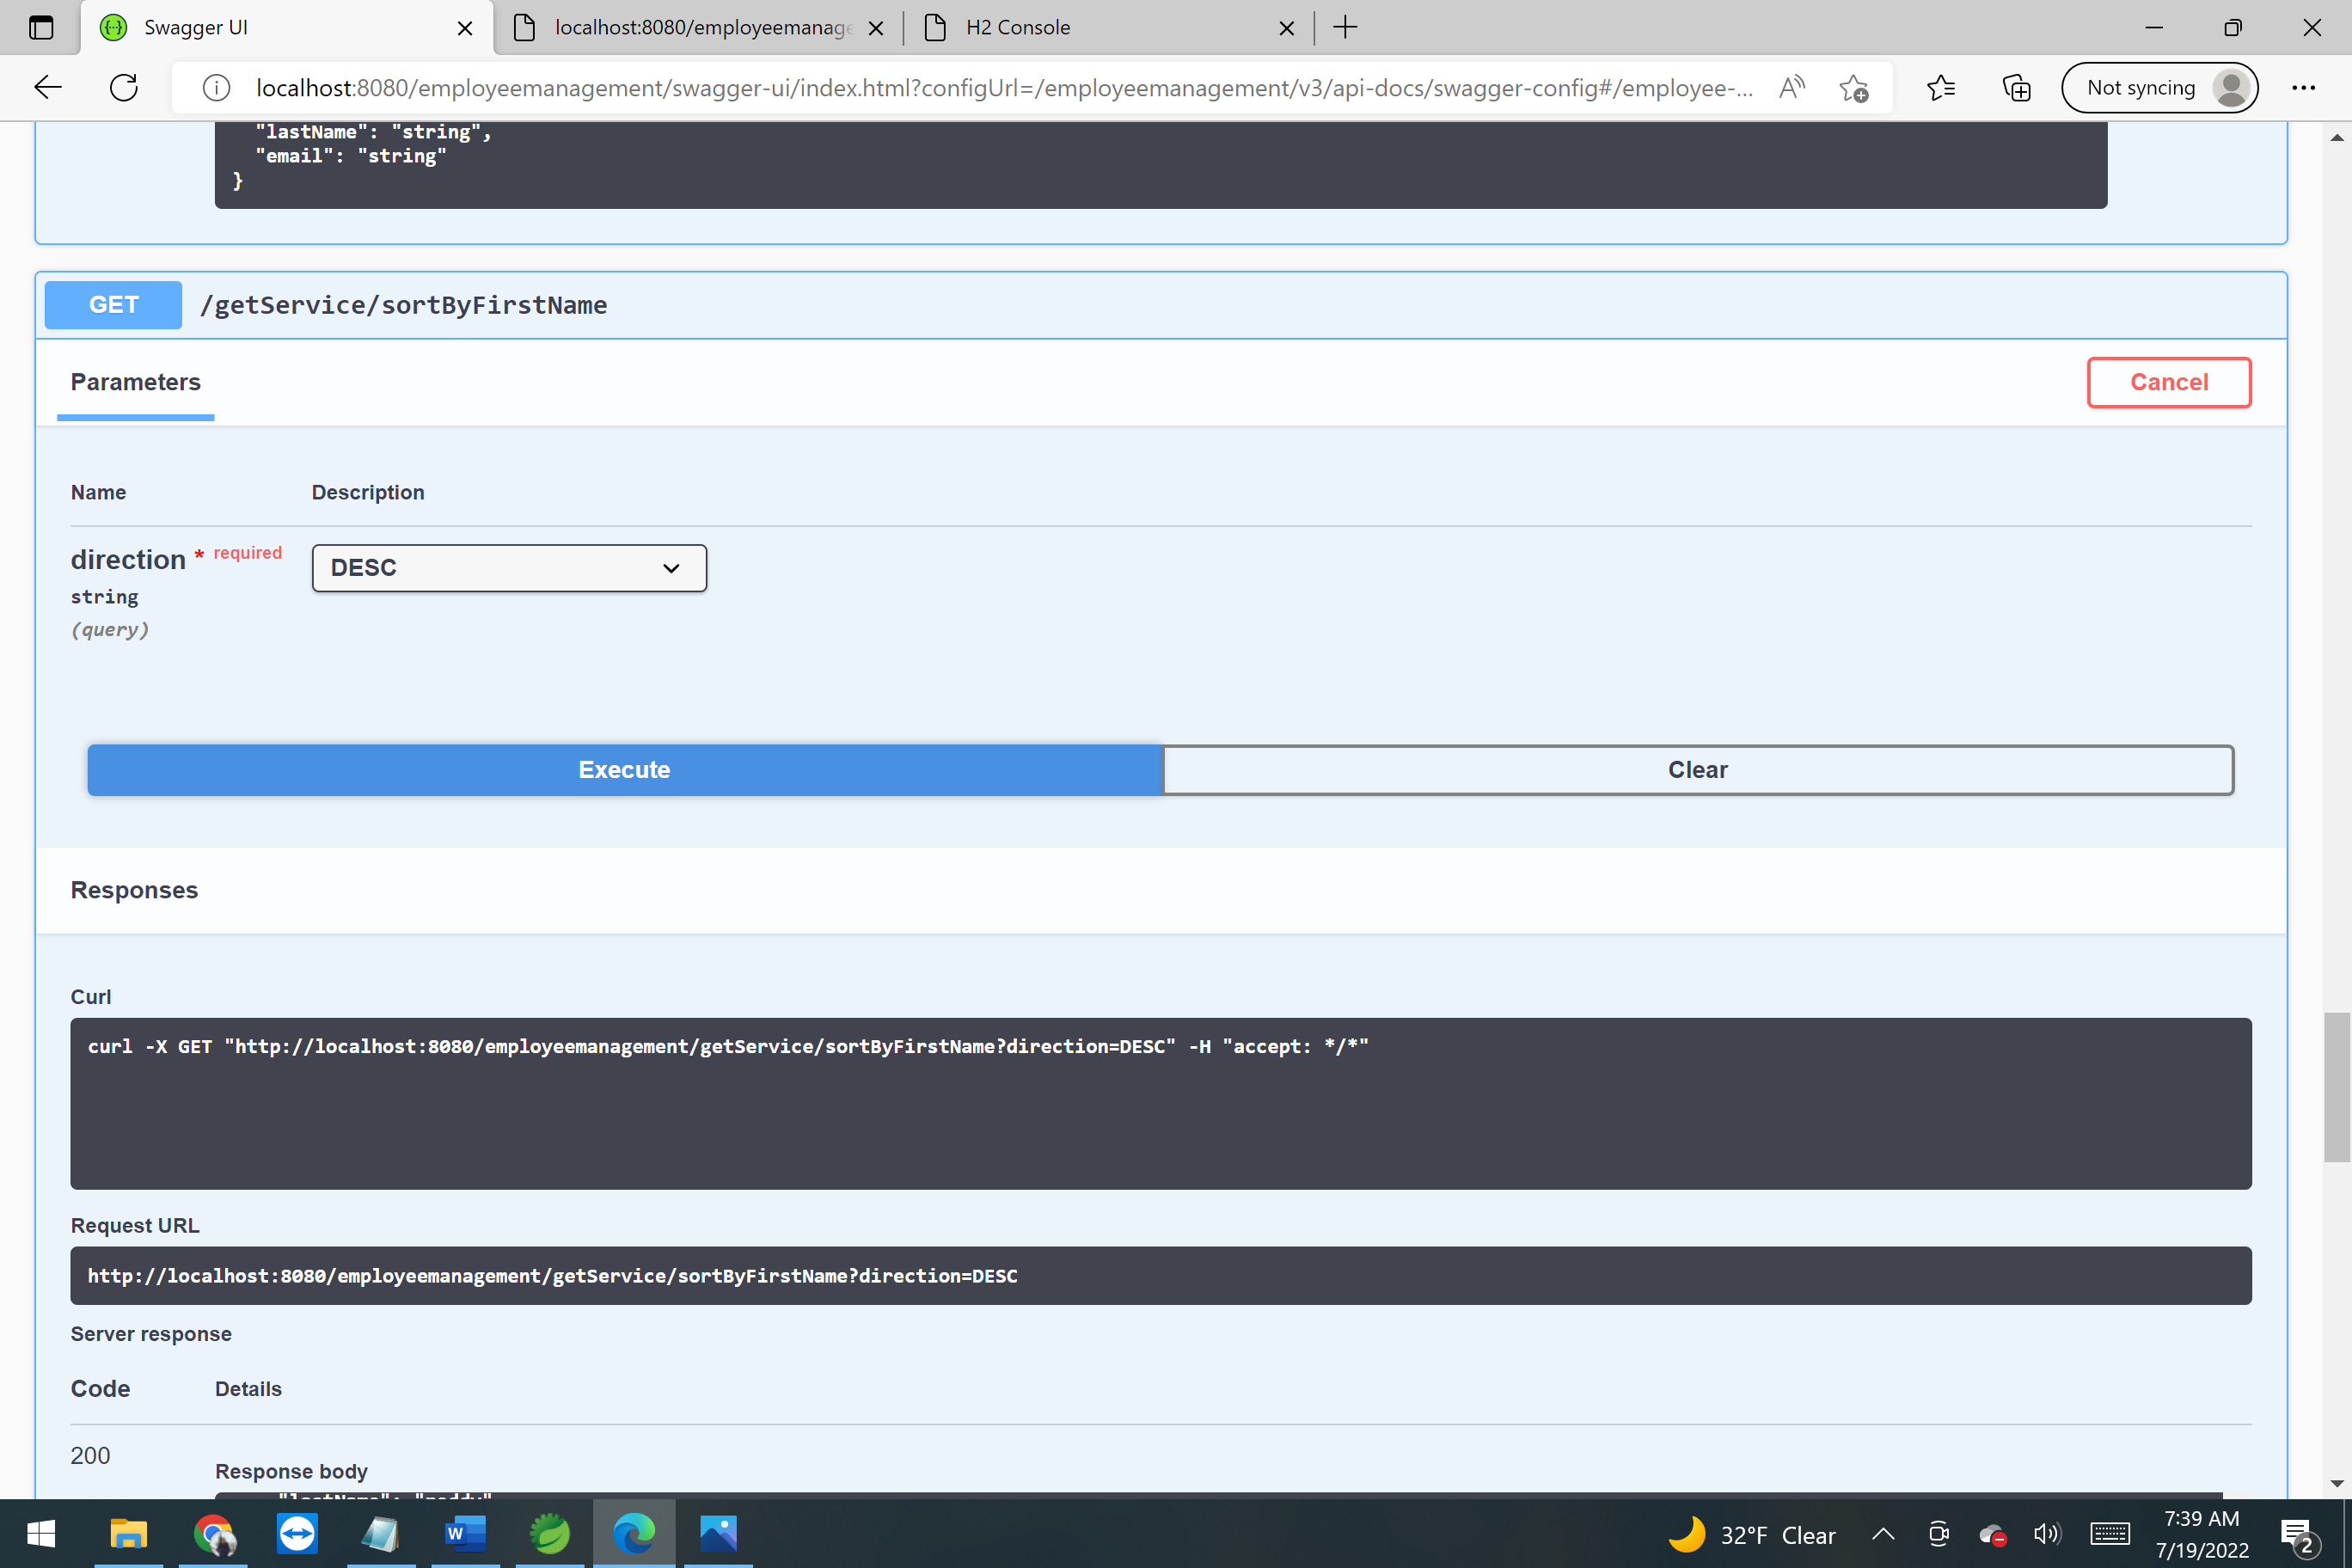 Swagger UI
localhost:8080/employeemanage
H2 Console
localhost:8080/employeemanagement/swagger-ui/index.html?configUrl=/employeemanagement/v3/api-docs/swagger-config#/employee-...
Not syncing
"lastName": "string",
"email": "string"
}
GET /getService/sortByFirstName
Parameters
Cancel
Name Description
direction * required
DESC
string
(query)
Execute
Clear
Responses
Curl
curl -X GET "http://localhost:8080/employeemanagement/getService/sortByFirstName?direction=DESC" -H "accept: */*"
Request URL
http://localhost:8080/employeemanagement/getService/sortByFirstName?direction=DESC
Server response
Code Details
200
Response body
32°F Clear
7:39 AM
7/19/2022
2